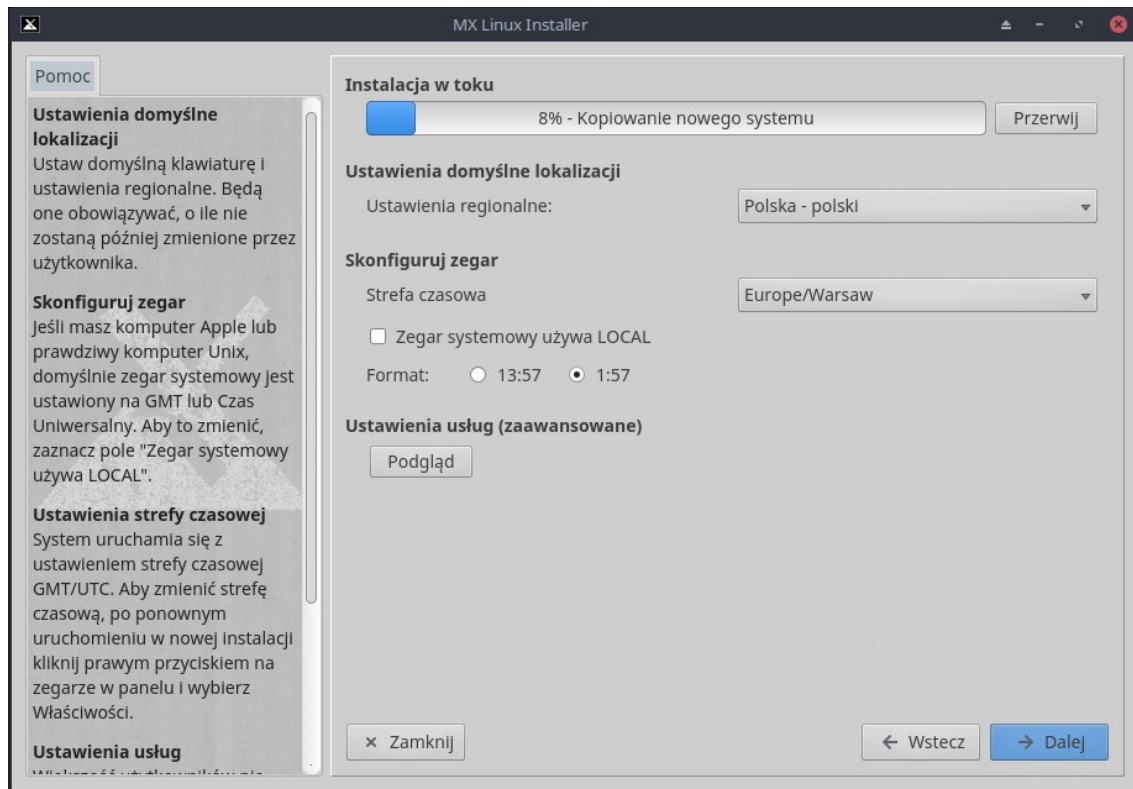 MX Linux Installer
Pomoc
Ustawienia domyślne
lokalizacji
Ustaw domyślną klawiaturę i
ustawienia regionalne. Będą
one obowiązywać, o ile nie
zostaną później zmienione przez
użytkownika.
Skonfiguruj zegar
Jeśli masz komputer Apple lub
prawdziwy komputer Unix,
domyślnie zegar systemowy jest
ustawiony na GMT lub Czas
Uniwersalny. Aby to zmienić,
zaznacz pole "Zegar systemowy
używa LOCAL".
Ustawienia strefy czasowej
System uruchamia się z
ustawieniem strefy czasowej
GMT/UTC. Aby zmienić strefę
czasową, po ponownym
uruchomieniu w nowej instalacji
kliknij prawym przyciskiem na
zegarze w panelu i wybierz
Właściwości.
Ustawienia usług
Instalacja w toku
8% - Kopiowanie nowego systemu
Przerwij
Ustawienia domyślne lokalizacji
Ustawienia regionalne: Polska - polski
Skonfiguruj zegar
Strefa czasowa Europe/Warsaw
Zegar systemowy używa LOCAL
Format: 13:57 1:57
Ustawienia usług (zaawansowane)
Podgląd
Zamknij Wstecz Dalej